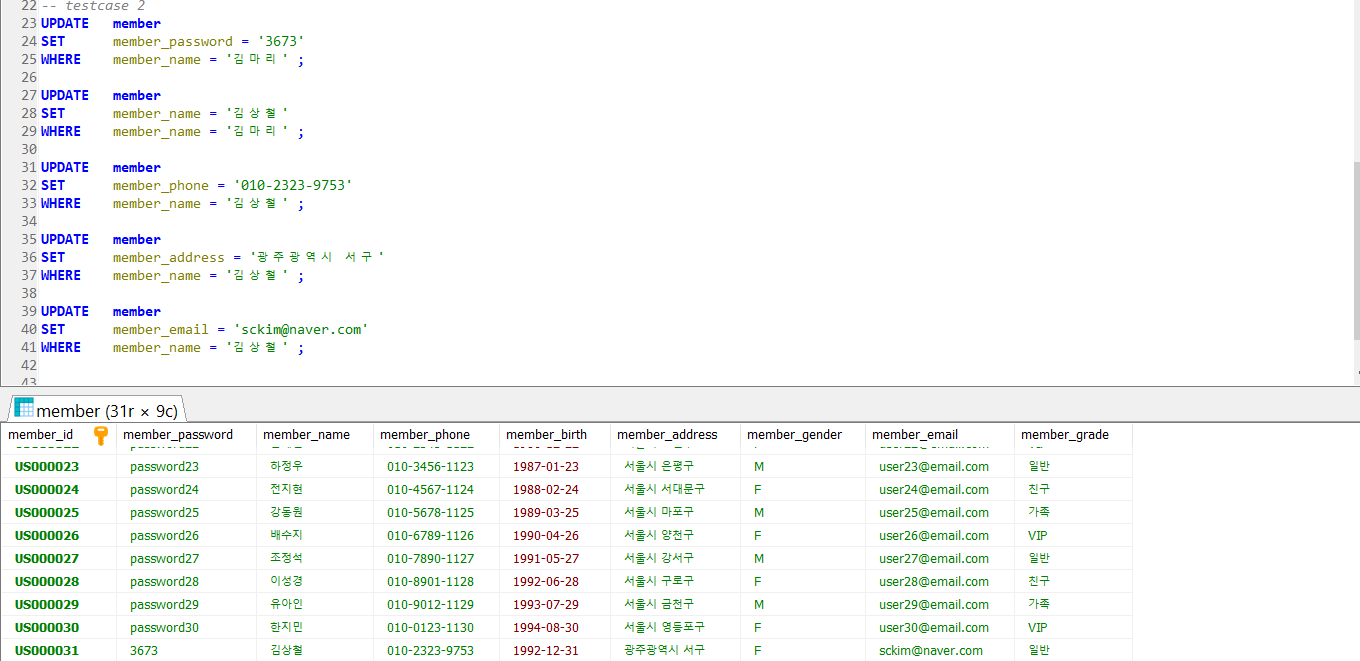 22 -- testcase 2
23 UPDATE member
24 SET member_password = '3673'
25 WHERE member_name = '김마리' ;
26
27 UPDATE member
28 SET member_name = '김상철'
29 WHERE member_name = '김마리' ;
30
31 UPDATE member
32 SET member_phone = '010-2323-9753'
33 WHERE member_name = '김상철' ;
34
35 UPDATE member
36 SET member_address = '광주광역시 서구'
37 WHERE member_name = '김상철' ;
38
39 UPDATE member
40 SET member_email = 'sckim@naver.com'
41 WHERE member_name = '김상철' ;
42
43
member (31r × 9c)
member_id member_password member_name member_phone member_birth member_address member_gender member_email member_grade
US000023 password23 하정우 010-3456-1123 1987-01-23 서울시 은평구 M user23@email.com 일반
US000024 password24 전지현 010-4567-1124 1988-02-24 서울시 서대문구 F user24@email.com 친구
US000025 password25 강동원 010-5678-1125 1989-03-25 서울시 마포구 M user25@email.com 가족
US000026 password26 배수지 010-6789-1126 1990-04-26 서울시 양천구 F user26@email.com VIP
US000027 password27 조정석 010-7890-1127 1991-05-27 서울시 강서구 M user27@email.com 일반
US000028 password28 이성경 010-8901-1128 1992-06-28 서울시 구로구 F user28@email.com 친구
US000029 password29 유아인 010-9012-1129 1993-07-29 서울시 금천구 M user29@email.com 가족
US000030 password30 한지민 010-0123-1130 1994-08-30 서울시 영등포구 F user30@email.com VIP
US000031 3673 김상철 010-2323-9753 1992-12-31 광주광역시 서구 F sckim@naver.com 일반